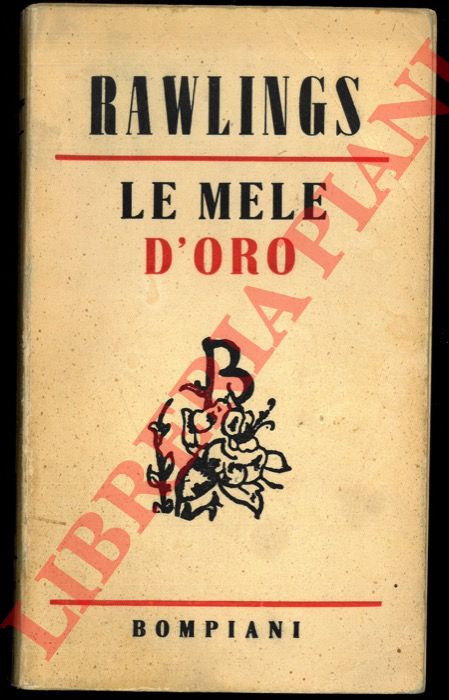 RAWLINGS
LE MELE
D'ORO
B
BOMPIANI
LIBRERIA PIANI